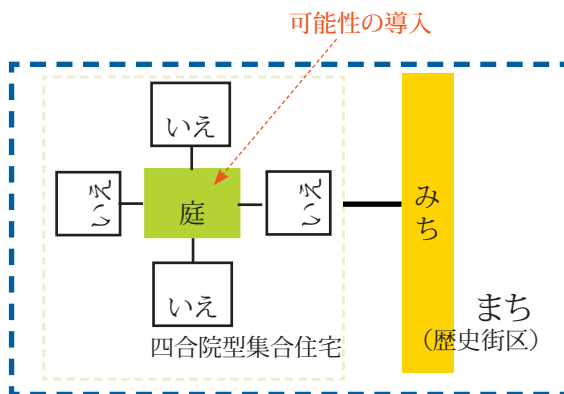 可能性の導入
いえ
いえ
庭
いえ
いえ
四合院型集合住宅
みち
まち
（歴史街区）